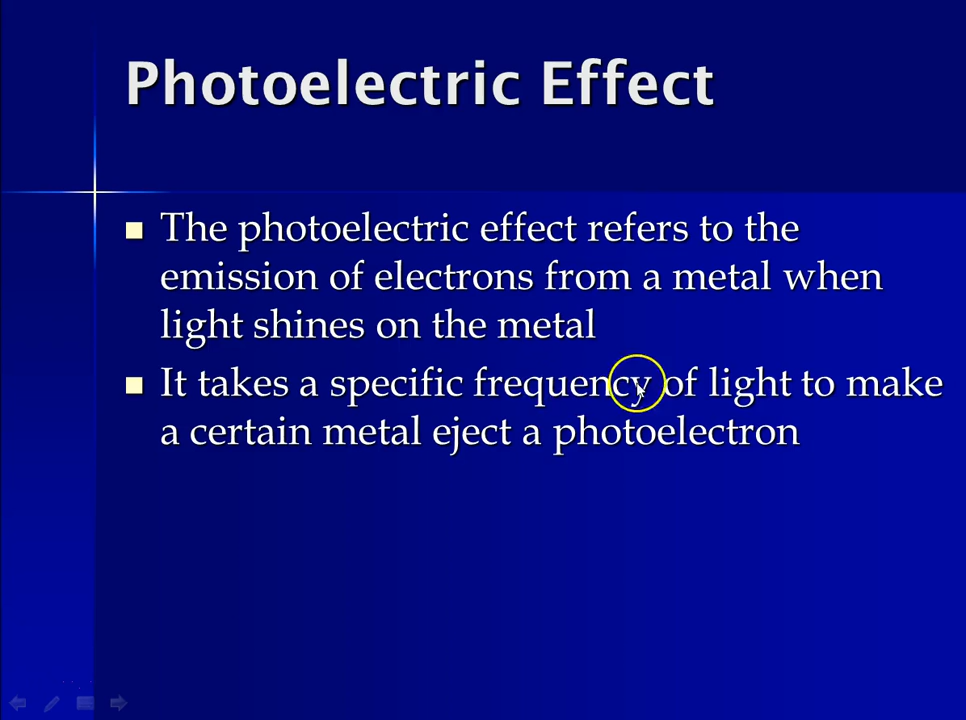 Photoelectric Effect
The photoelectric effect refers to the
emission of electrons from a metal when
light shines on the metal
It takes a specific frequency of light to make
a certain metal eject a photoelectron